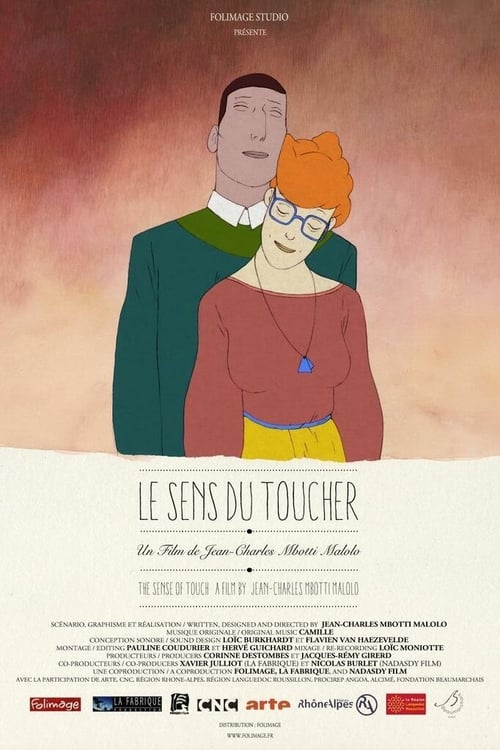 FOLIMAGE STUDIO
PRÉSENTE
LE SENS DU TOUCHER
Un Film de Jean-Charles Mbotti Malolo
THE SENSE OF TOUCH A FILM BY JEAN-CHARLES MBOTTI MALOLO
SCÉNARIO, GRAPHISME ET RÉALISATION / WRITTEN, DESIGNED AND DIRECTED BY JEAN-CHARLES MBOTTI MALOLO
MUSIQUE ORIGINALE / ORIGINAL MUSIC CAMILLE
CONCEPTION SONORE / SOUND DESIGN LOÏC BURKHARDT ET FLAVIEN VAN HAEZEVELDE
MONTAGE / EDITING PAULINE COUDURIER ET HERVÉ GUICHARD MIXAGE / RE-RECORDING LOÏC MONIOTTE
PRODUCTEURS / PRODUCERS CORINNE DESTOMBES ET JACQUES-RÉMY GIRERD
CO-PRODUCTEURS / CO-PRODUCERS XAVIER JULLIOT (LA FABRIQUE) ET NICOLAS BURLET (NADASDY FILM)
UNE COPRODUCTION / A COPRODUCTION FOLIMAGE, LA FABRIQUE, AND NADASDY FILM
AVEC LA PARTICIPATION DE ARTE, CNC, RÉGION RHONE-ALPES, RÉGION LANGUEDOC ROUSSILLON, PROCIREP ANGOA, ALCIMÉ, FONDATION BEAUMARCHAIS
Folimage LA FABRIQUE PRODUCTION CNC arte RhôneAlpes RA
DISTRIBUTION : FOLIMAGE
WWW.FOLIMAGE.FR